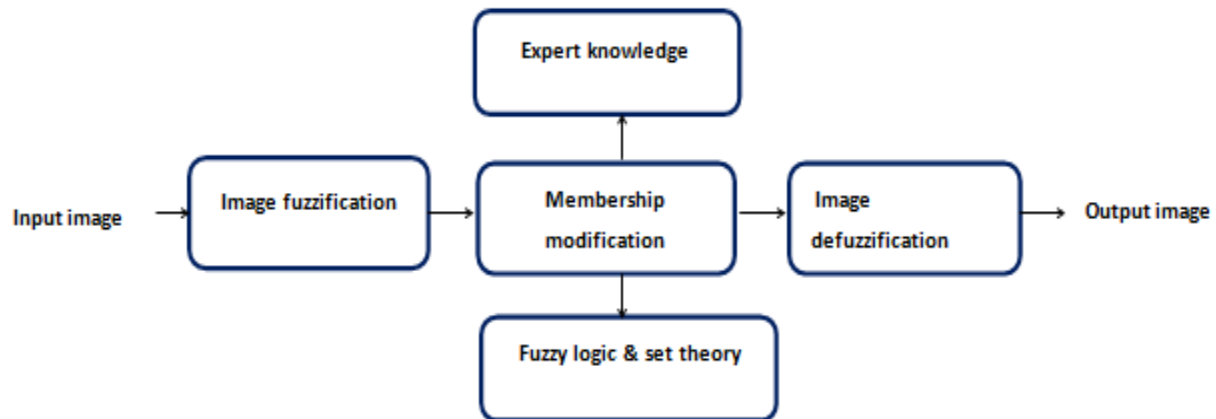 Expert knowledge
Input image
Image fuzzification
Membership
modification
Image
defuzzification
Output image
Fuzzy logic & set theory